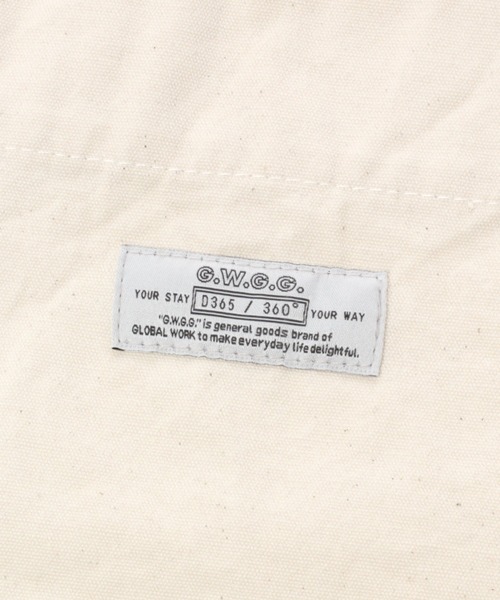 G.W.G.G.
YOUR STAY D365 / 360° YOUR WAY
"G.W.G.G." is general goods brand of
GLOBAL WORK to make everyday life delightful.